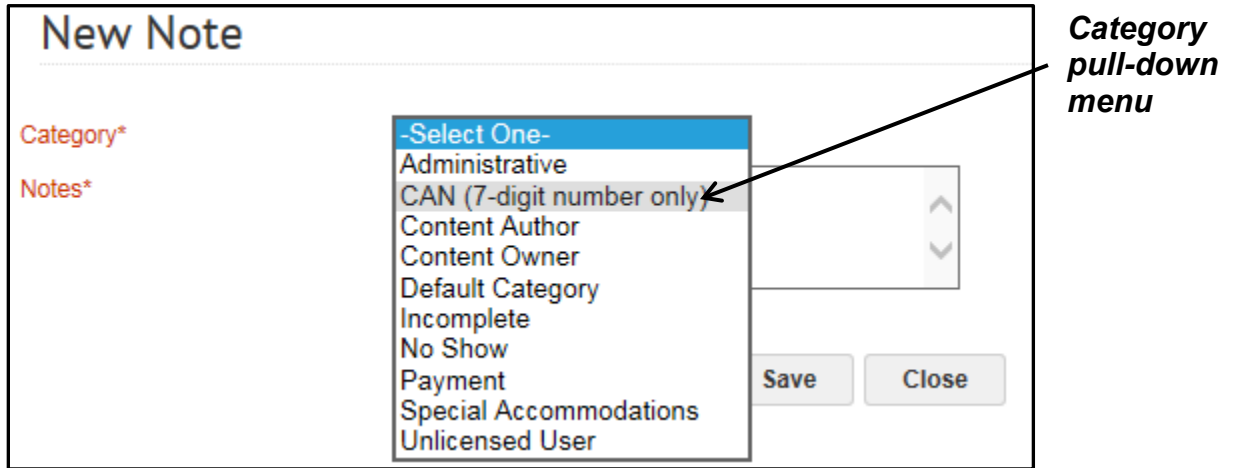 New Note
Category
pull-down
menu
Category*
-Select One-
Administrative
Notes*
CAN (7-digit number only)
Content Author
Content Owner
Default Category
Incomplete
No Show
Payment
Special Accommodations
Unlicensed User
Save
Close